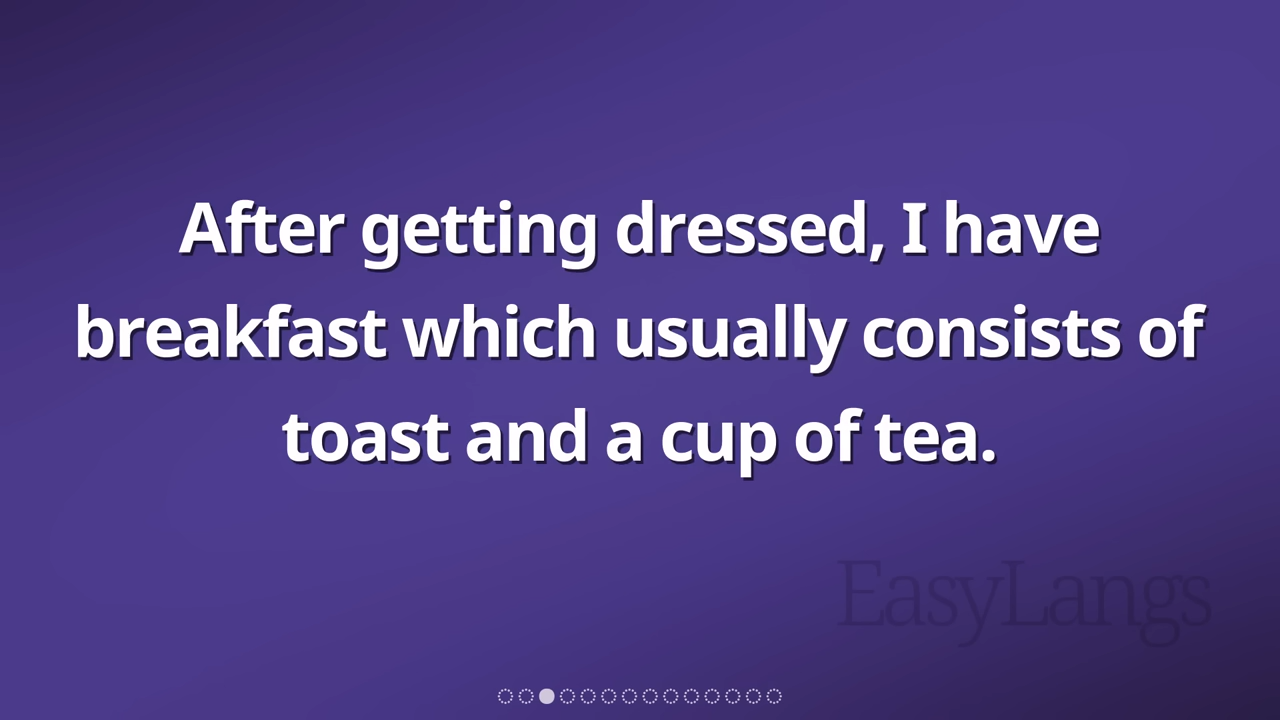 After getting dressed, I have
breakfast which usually consists of
toast and a cup of tea.
EasyLangs